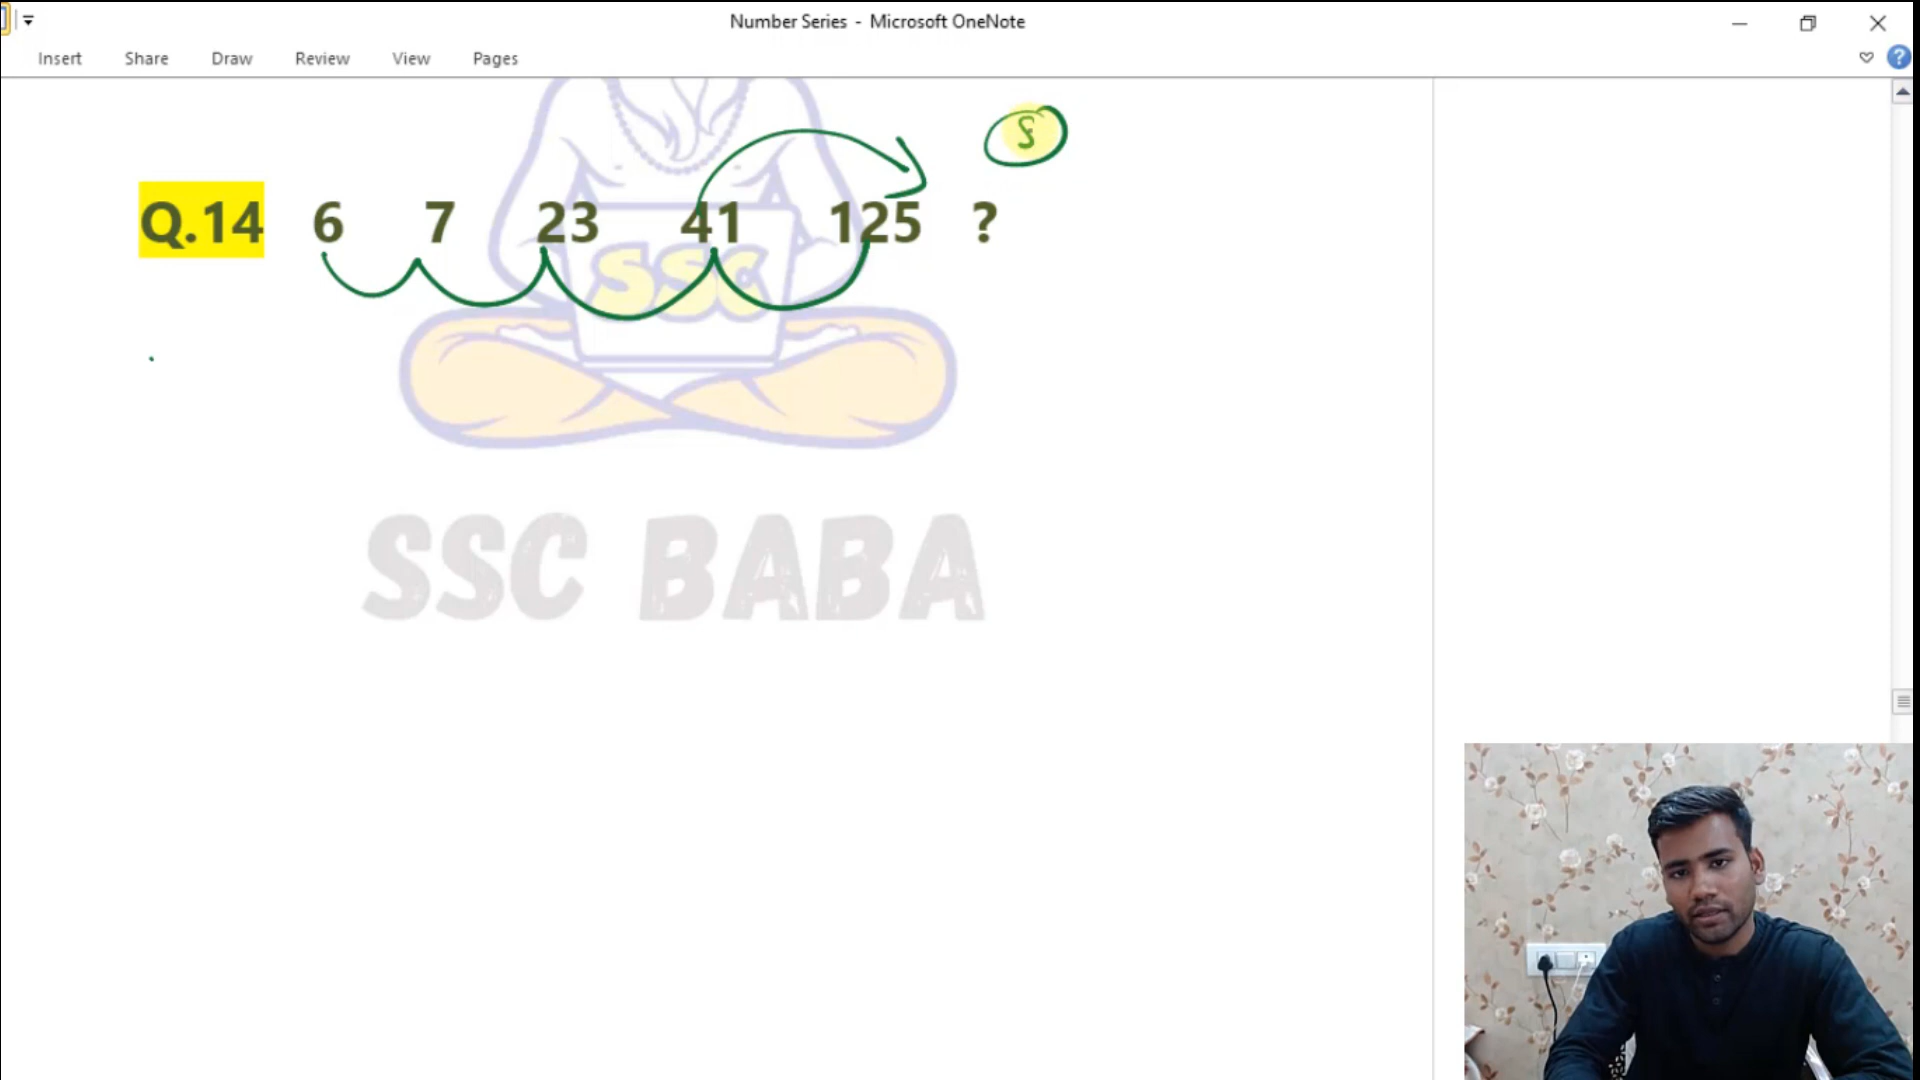 Number Series - Microsoft OneNote
Insert Share Draw Review View Pages
?
Q.14 6 7 23 41 125 ?
SSC
SSC BABA